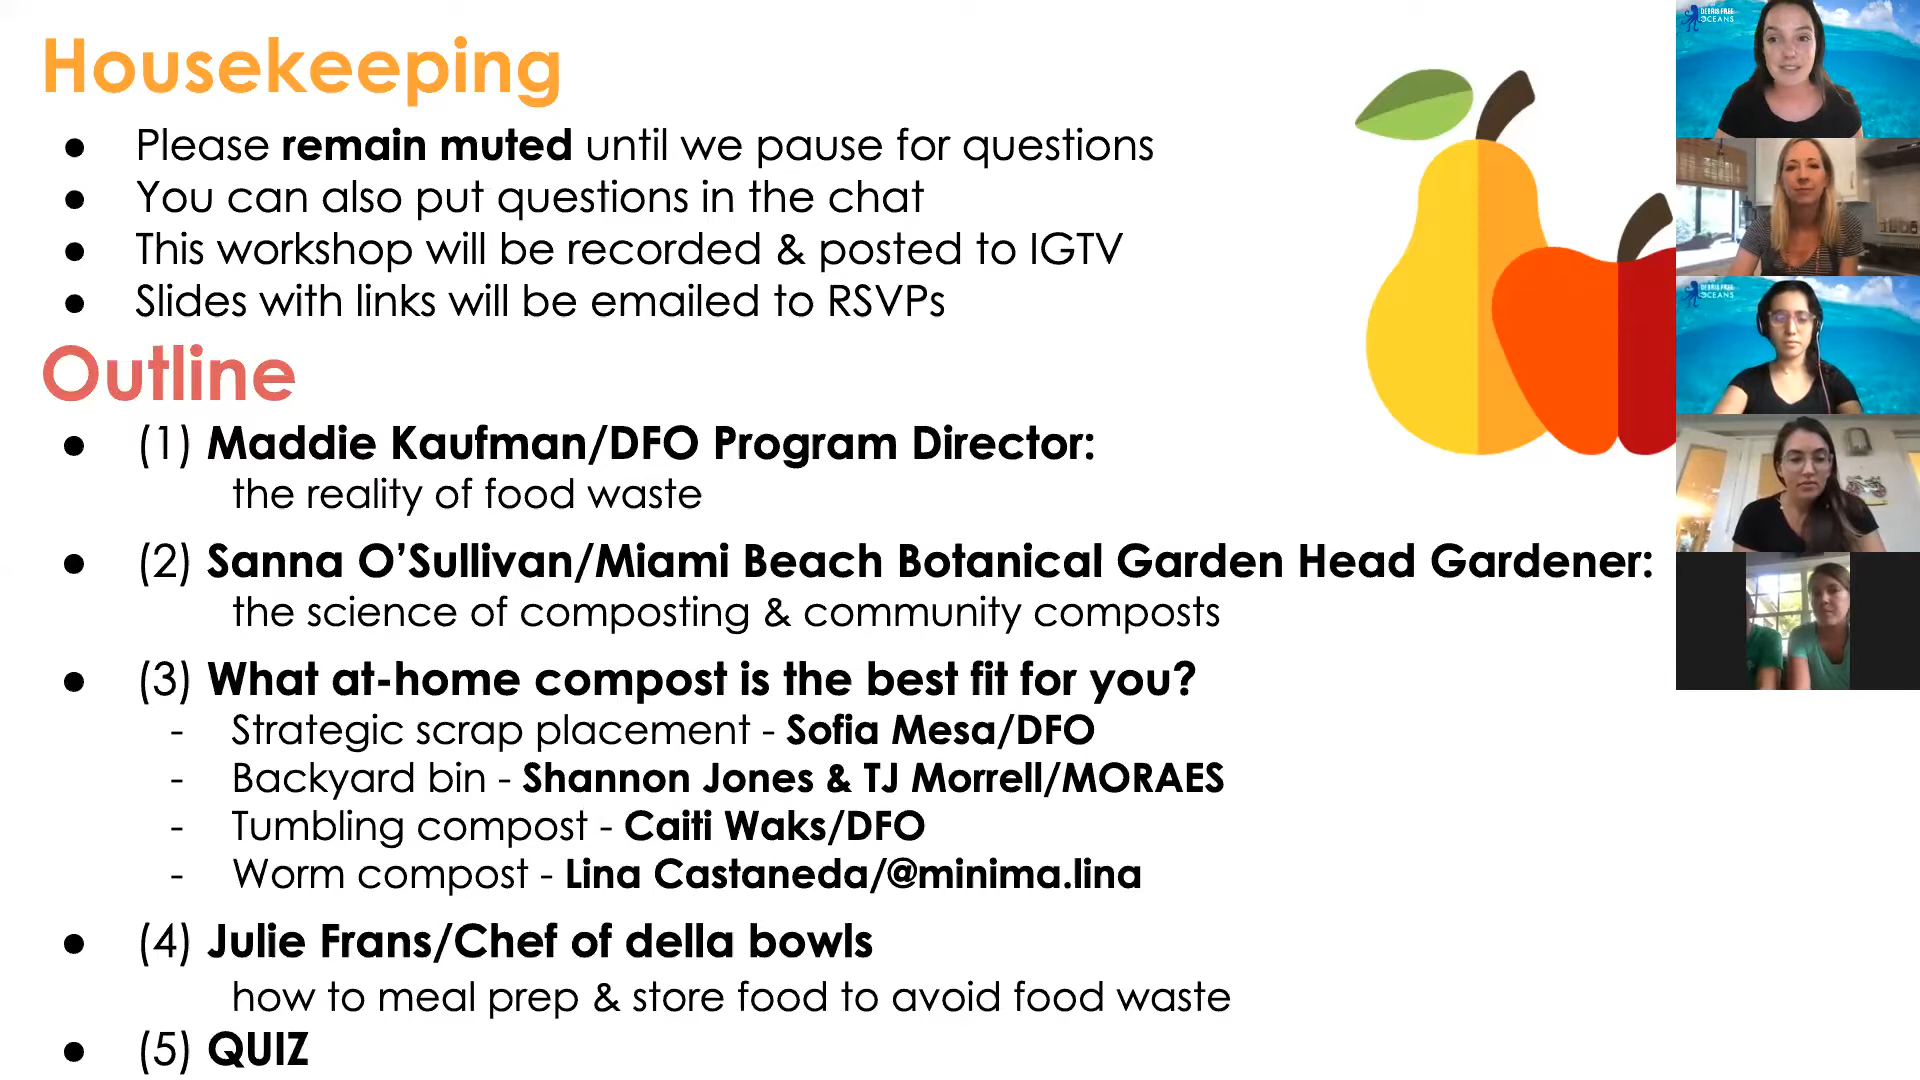 Housekeeping
● Please remain muted until we pause for questions
● You can also put questions in the chat
● This workshop will be recorded & posted to IGTV
● Slides with links will be emailed to RSVPs
Outline
● (1) Maddie Kaufman/DFO Program Director:
the reality of food waste
● (2) Sanna O’Sullivan/Miami Beach Botanical Garden Head Gardener:
the science of composting & community composts
● (3) What at-home compost is the best fit for you?
- Strategic scrap placement - Sofia Mesa/DFO
- Backyard bin - Shannon Jones & TJ Morrell/MORAES
- Tumbling compost - Caiti Waks/DFO
- Worm compost - Lina Castaneda/@minima.lina
● (4) Julie Frans/Chef of della bowls
how to meal prep & store food to avoid food waste
● (5) QUIZ
DEBRIS FREE
OCEANS
DEBRIS FREE
OCEANS